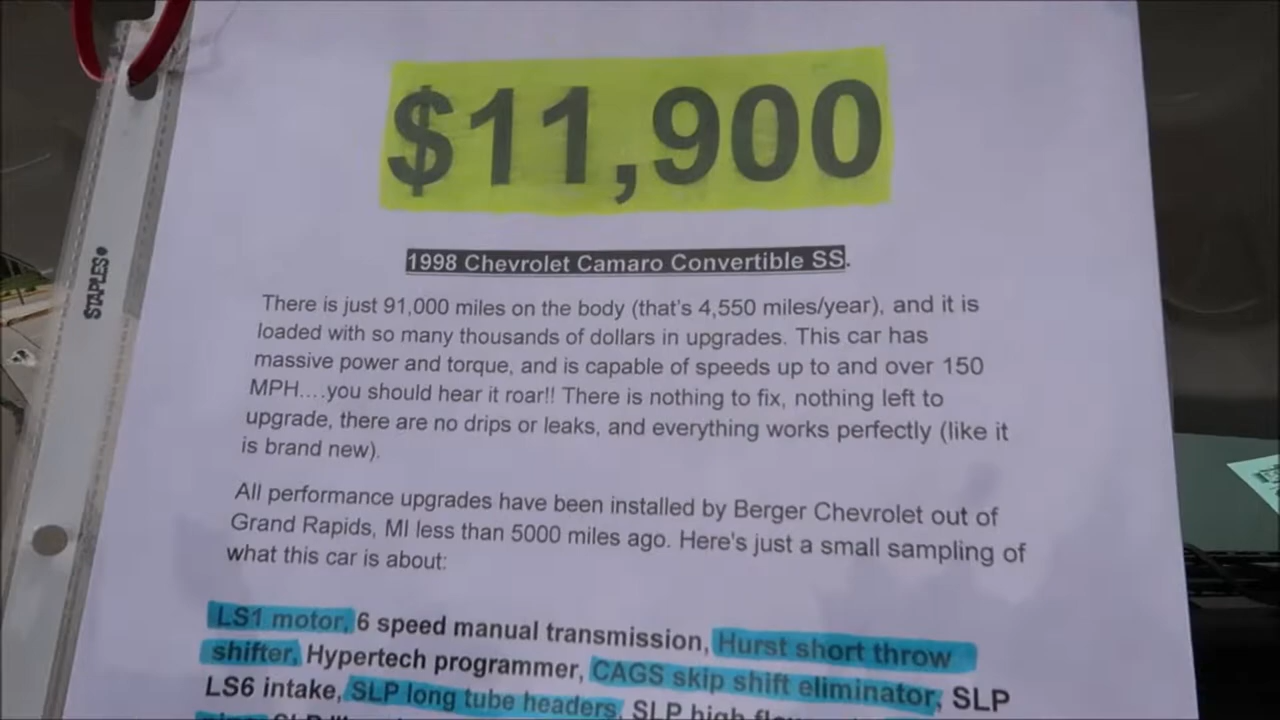 $11,900
STAPLES
1998 Chevrolet Camaro Convertible SS.
There is just 91,000 miles on the body (that's 4,550 miles/year), and it is
loaded with so many thousands of dollars in upgrades. This car has
massive power and torque, and is capable of speeds up to and over 150
MPH....you should hear it roar!! There is nothing to fix, nothing left to
upgrade, there are no drips or leaks, and everything works perfectly (like it
is brand new).
All performance upgrades have been installed by Berger Chevrolet out of
Grand Rapids, MI less than 5000 miles ago. Here's just a small sampling of
what this car is about:
LS1 motor, 6 speed manual transmission, Hurst short throw
shifter, Hypertech programmer, CAGS skip shift eliminator, SLP
LS6 intake, SLP long tube headers, SLP high